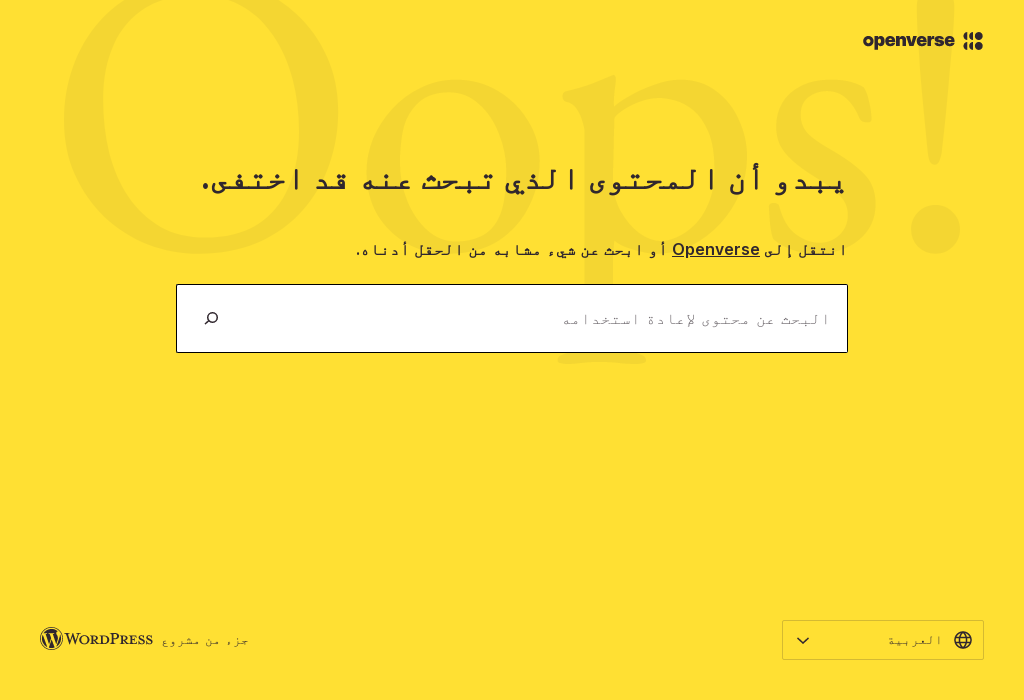 Oops!
openverse
يبدو أن المحتوى الذي تبحث عنه قد اختفى.
انتقل إلى Openverse أو ابحث عن شيء مشابه من الحقل أدناه.
البحث عن محتوى لإعادة استخدامه
العربية
جزء من مشروع WORDPRESS